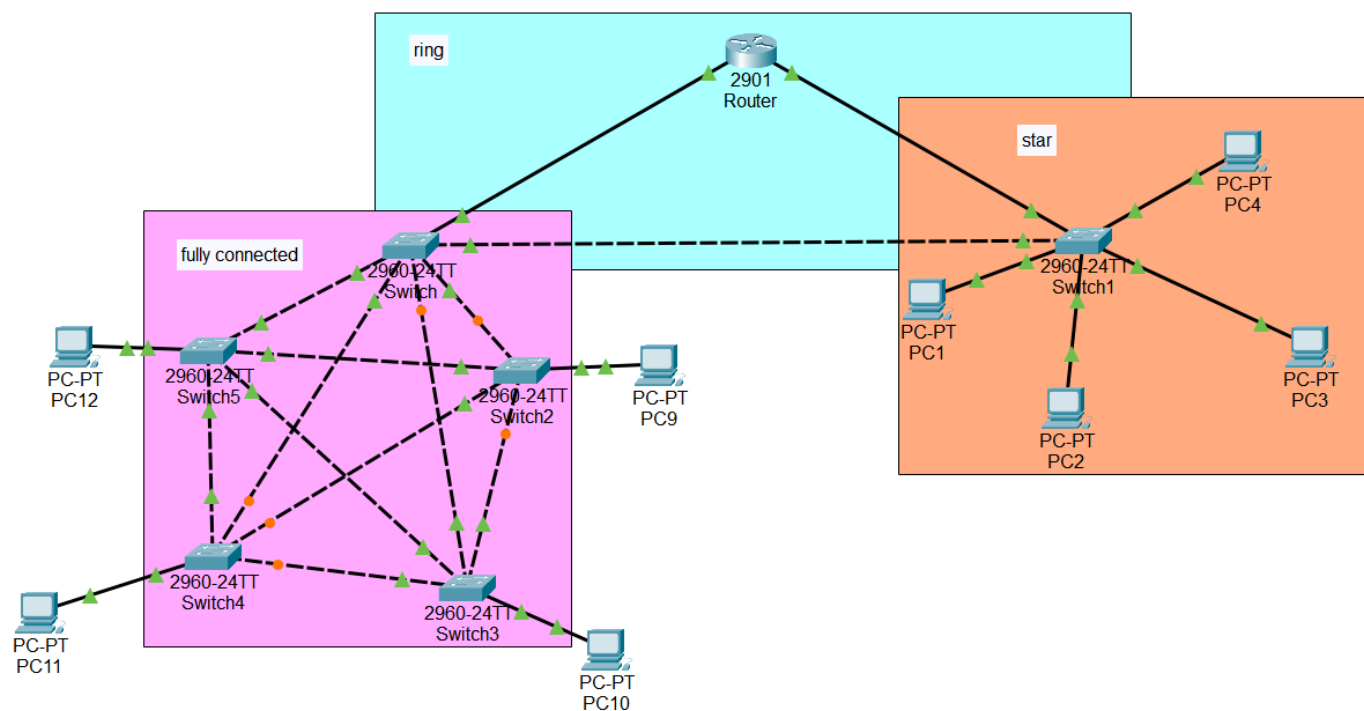 ring
2901
Router
star
PC-PT
PC4
fully connected
2960-24TT
Switch
2960-24TT
Switch1
PC-PT
PC1
PC-PT
PC12
2960-24TT
Switch5
2960-24TT
Switch2
PC-PT
PC9
PC-PT
PC3
PC-PT
PC2
2960-24TT
Switch4
2960-24TT
Switch3
PC-PT
PC11
PC-PT
PC10